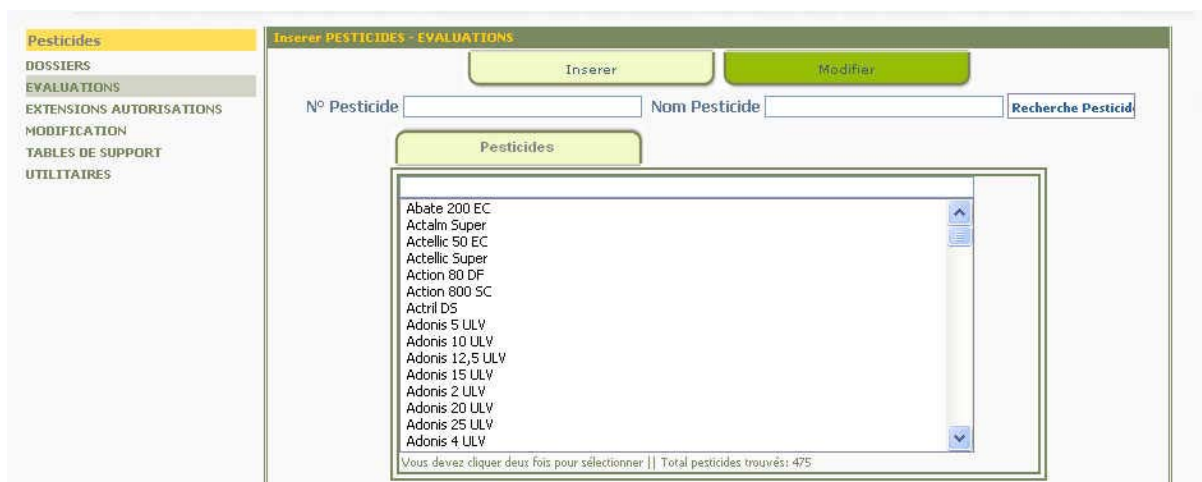 Pesticides
DOSSIERS
EVALUATIONS
EXTENSIONS AUTORISATIONS
MODIFICATION
TABLES DE SUPPORT
UTILITAIRES
Inserer PESTICIDES - EVALUATIONS
Inserer Modifier
Nº Pesticide Nom Pesticide Recherche Pesticid
Pesticides
Abate 200 EC
Actalm Super
Actellic 50 EC
Actellic Super
Action 80 DF
Action 800 SC
Actril DS
Adonis 5 ULV
Adonis 10 ULV
Adonis 12,5 ULV
Adonis 15 ULV
Adonis 2 ULV
Adonis 20 ULV
Adonis 25 ULV
Adonis 4 ULV
Vous devez cliquer deux fois pour sélectionner || Total pesticides trouvés: 475